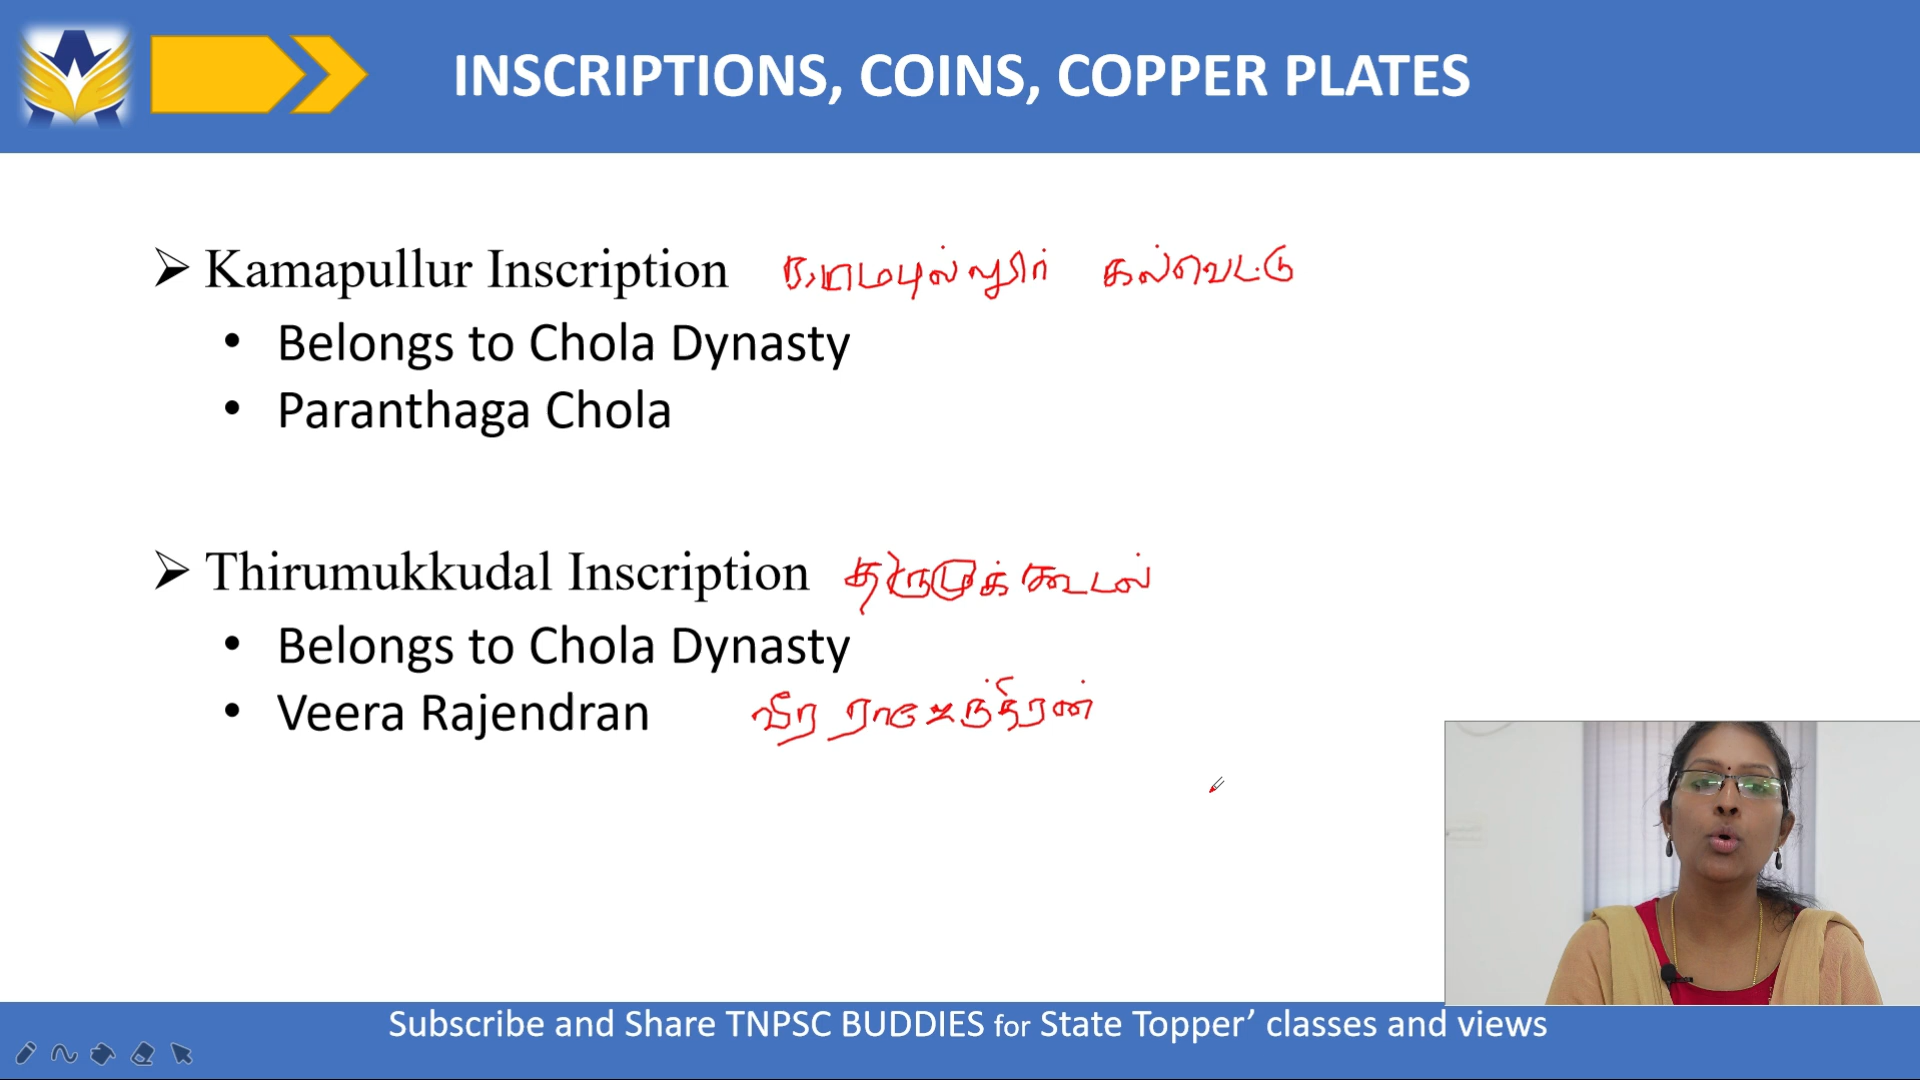 INSCRIPTIONS, COINS, COPPER PLATES
Kamapullur Inscription கல்வெட்டு
• Belongs to Chola Dynasty
• Paranthaga Chola
Thirumukkudal Inscription திருமுக்கூடல்
• Belongs to Chola Dynasty
• Veera Rajendran வீர ராஜேந்திரன்
Subscribe and Share TNPSC BUDDIES for State Topper’ classes and views